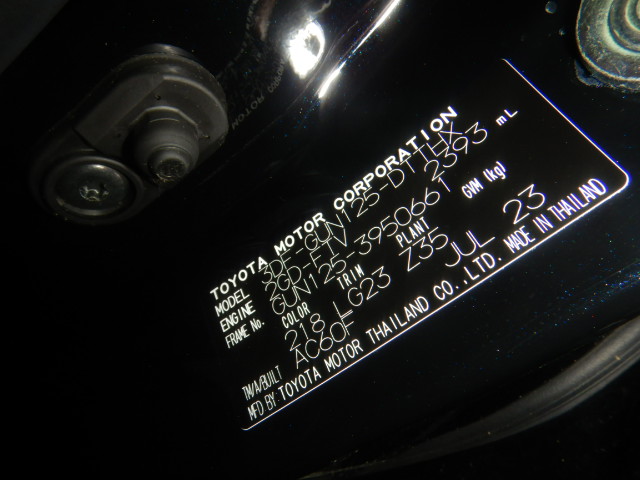 TOYOTA MOTOR CORPORATION
MODEL 3DF-GUN125-DTTHX
ENGINE 2GD-FTV 2393 mL
FRAME No. GUN125-3950661
COLOR TRIM PLANT GVM (kg)
218 LG23 Z35
TM/A/BUILT AC60F JUL 23
MFD BY: TOYOTA MOTOR THAILAND CO.,LTD. MADE IN THAILAND